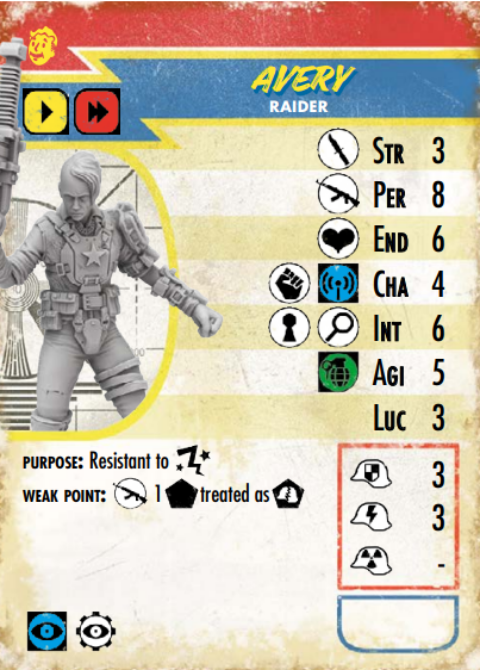 AVERY
RAIDER
STR 3
PER 8
END 6
CHA 4
INT 6
AGI 5
LUC 3
PURPOSE: Resistant to
WEAK POINT: 1 treated as
3
3
-